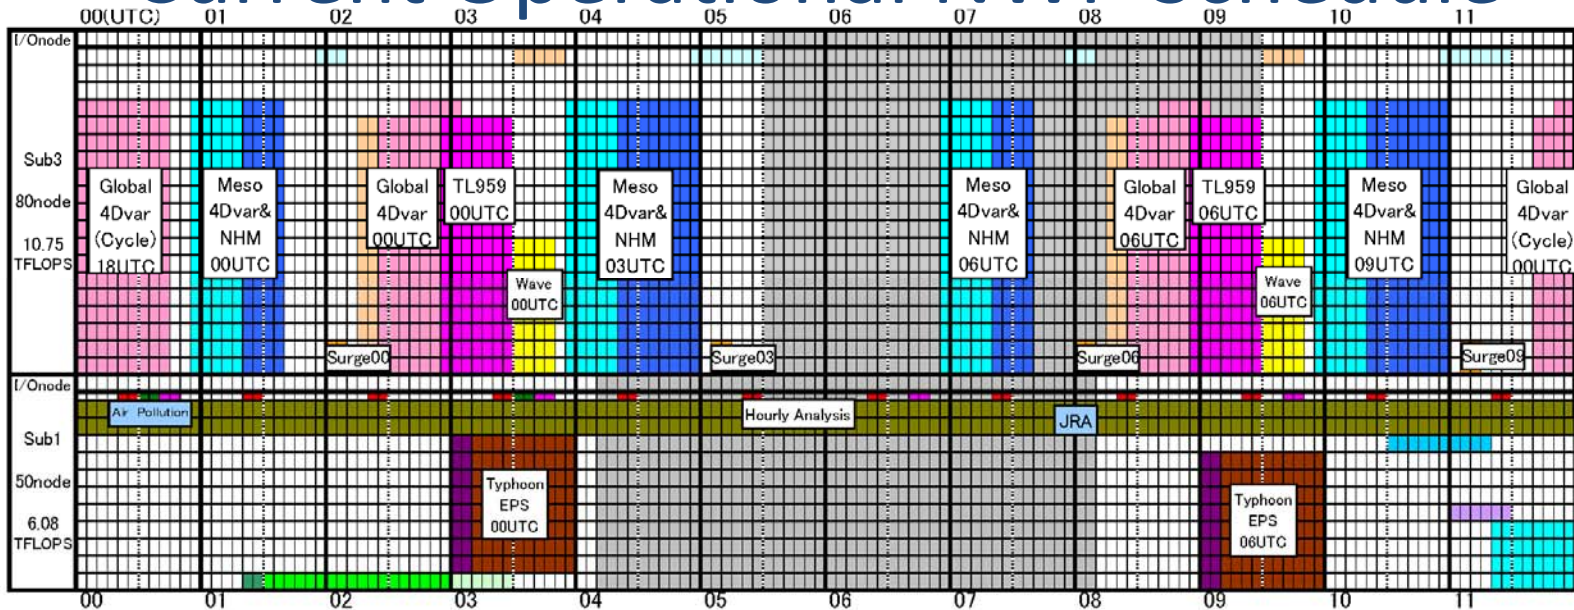 Current Operational NWP Schedule
00(UTC) 01 02 03 04 05 06 07 08 09 10 11
I/Onode
Sub3
80node
10.75
TFLOPS
Global
4Dvar
(Cycle)
18UTC
Meso
4Dvar&
NHM
00UTC
Global
4Dvar
00UTC
TL959
00UTC
Wave
00UTC
Meso
4Dvar&
NHM
03UTC
Meso
4Dvar&
NHM
06UTC
Global
4Dvar
06UTC
TL959
06UTC
Wave
06UTC
Meso
4Dvar&
NHM
09UTC
Global
4Dvar
(Cycle)
00UTC
Surge00
Surge03
Surge06
Surge09
I/Onode
Sub1
50node
6.08
TFLOPS
Air Pollution
Hourly Analysis
JRA
Typhoon
EPS
00UTC
Typhoon
EPS
06UTC
00 01 02 03 04 05 06 07 08 09 10 11